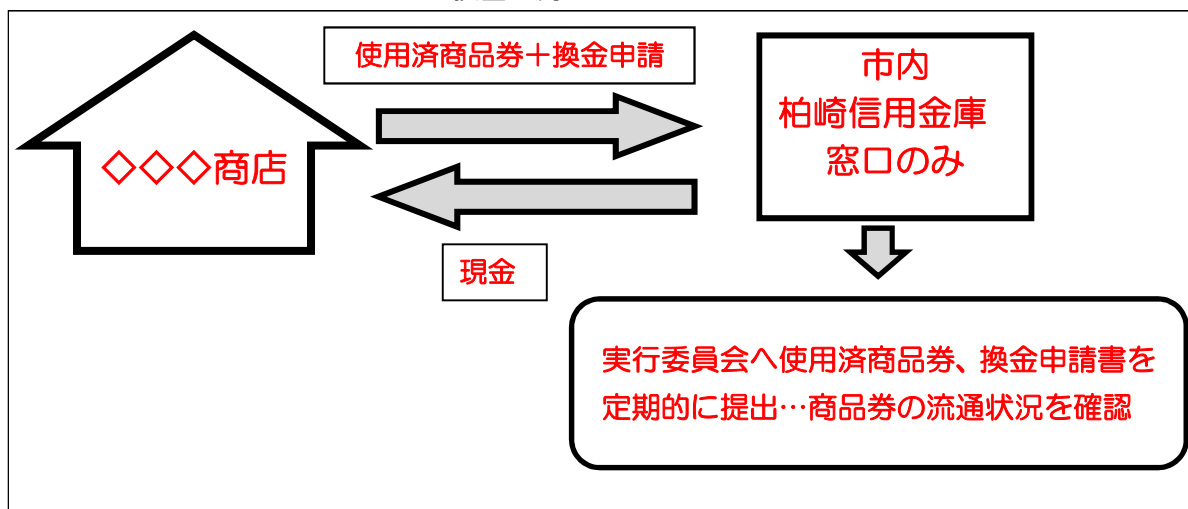 使用済商品券＋換金申請
市内
柏崎信用金庫
窓口のみ
◇◇◇商店
現金
実行委員会へ使用済商品券、換金申請書を
定期的に提出…商品券の流通状況を確認